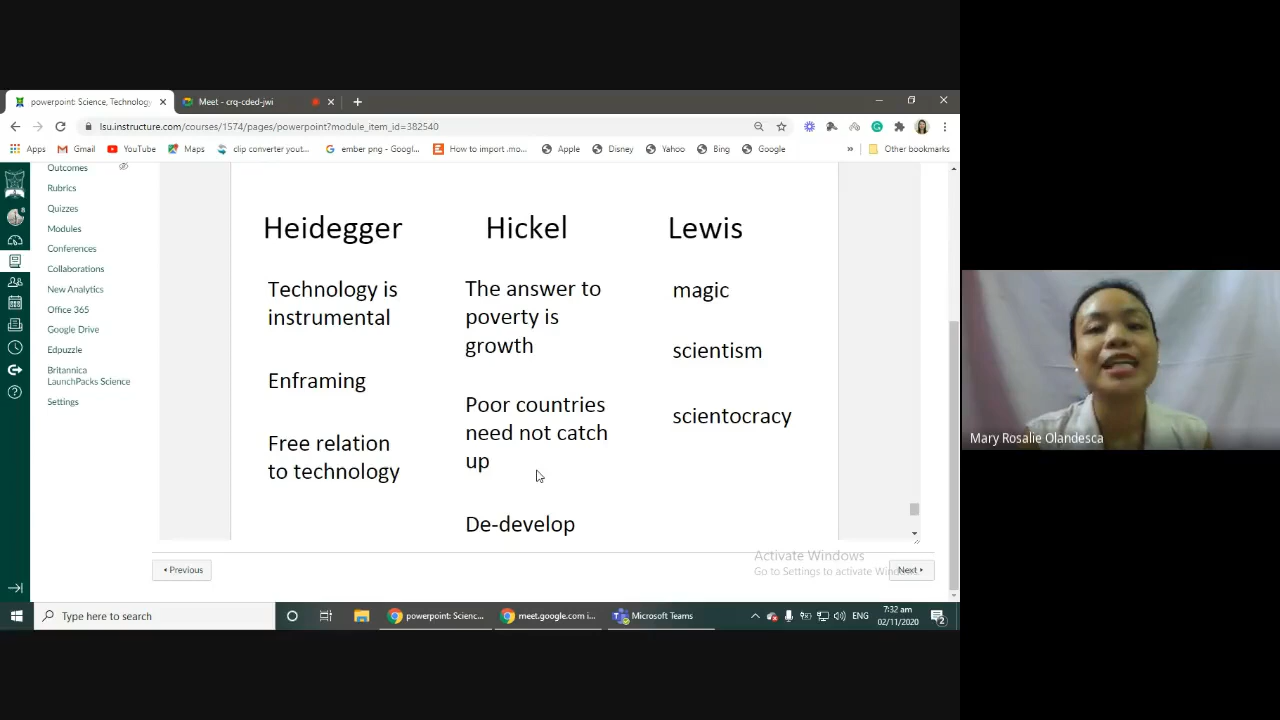 powerpoint: Science, Technology
Meet - crq-cded-jwi
lsu.instructure.com/courses/1574/pages/powerpoint?module_item_id=382540
Apps
Gmail
YouTube
Maps
clip converter yout...
ember png - Googl...
How to import .mo...
Apple
Disney
Yahoo
Bing
Google
Other bookmarks
Outcomes
Rubrics
Quizzes
Modules
Conferences
Collaborations
New Analytics
Office 365
Google Drive
Edpuzzle
Britannica
LaunchPacks Science
Settings
8
Heidegger
Technology is
instrumental
Enframing
Free relation
to technology
Hickel
The answer to
poverty is
growth
Poor countries
need not catch
up
De-develop
Lewis
magic
scientism
scientocracy
Mary Rosalie Olandesca
Activate Windows
Go to Settings to activate Windows.
Previous
Next
Type here to search
powerpoint: Scienc...
meet.google.com i...
Microsoft Teams
ENG
7:32 am
02/11/2020
2